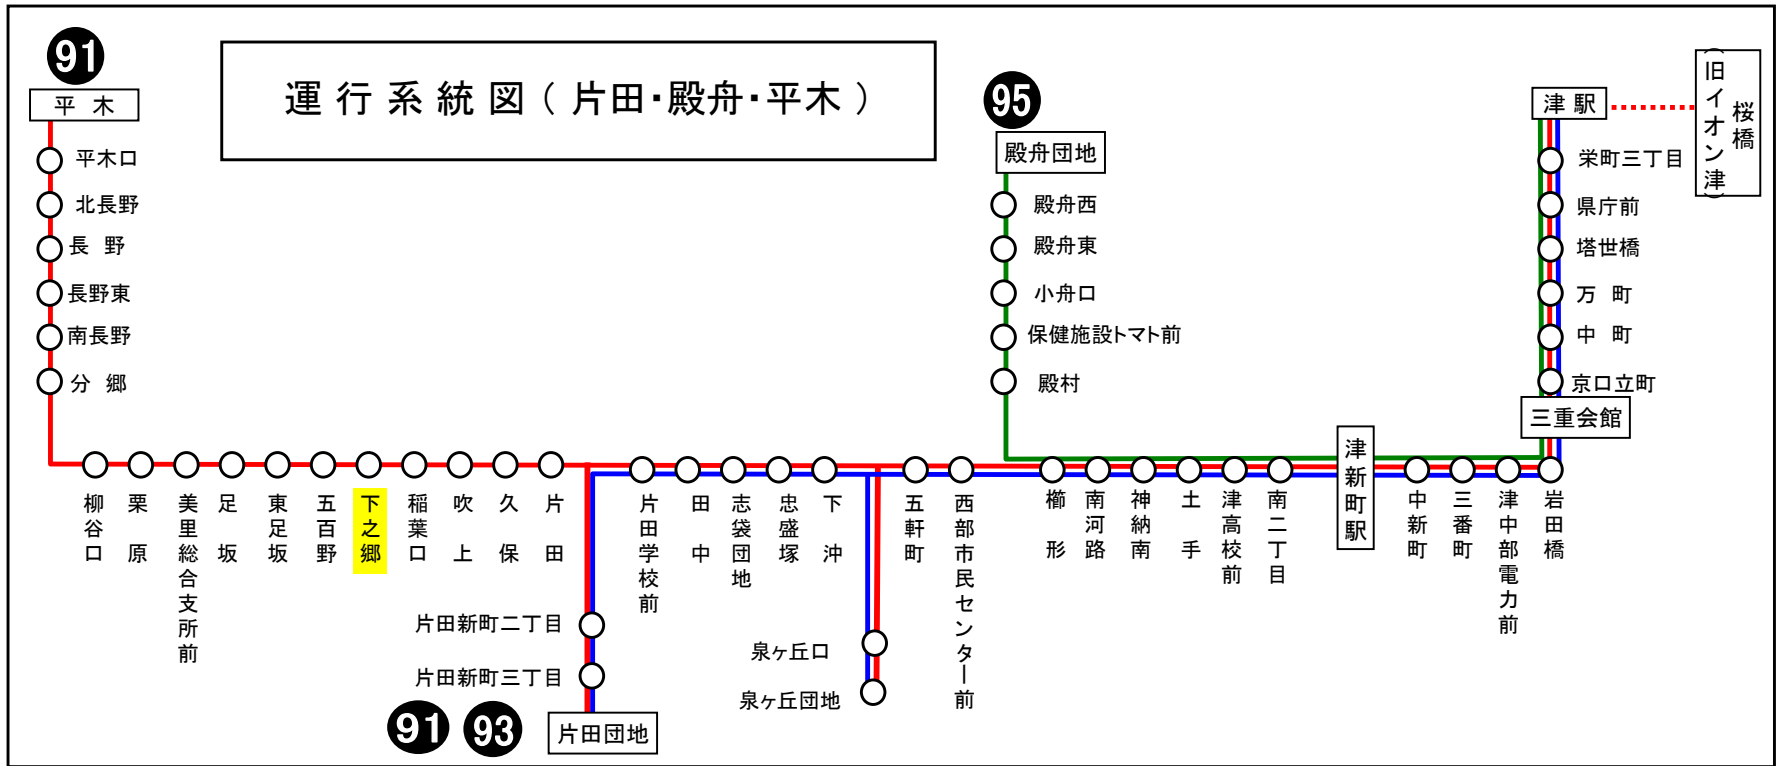 91
平木
平木口
北長野
長野
長野東
南長野
分郷
運行系統図（片田・殿舟・平木）
95
殿舟団地
殿舟西
殿舟東
小舟口
保健施設トマト前
殿村
津駅
桜橋
（旧イオン津）
栄町三丁目
県庁前
塔世橋
万町
中町
京口立町
三重会館
柳谷口
栗原
美里総合支所前
足坂
東足坂
五百野
下之郷
稲葉口
吹上
久保
片田
片田学校前
田中
志袋団地
忠盛塚
下沖
五軒町
西部市民センター前
櫛形
南河路
神納南
土手
津高校前
南二丁目
津新町駅
中新町
三番町
津中部電力前
岩田橋
片田新町二丁目
片田新町三丁目
91
93
片田団地
泉ヶ丘口
泉ヶ丘団地